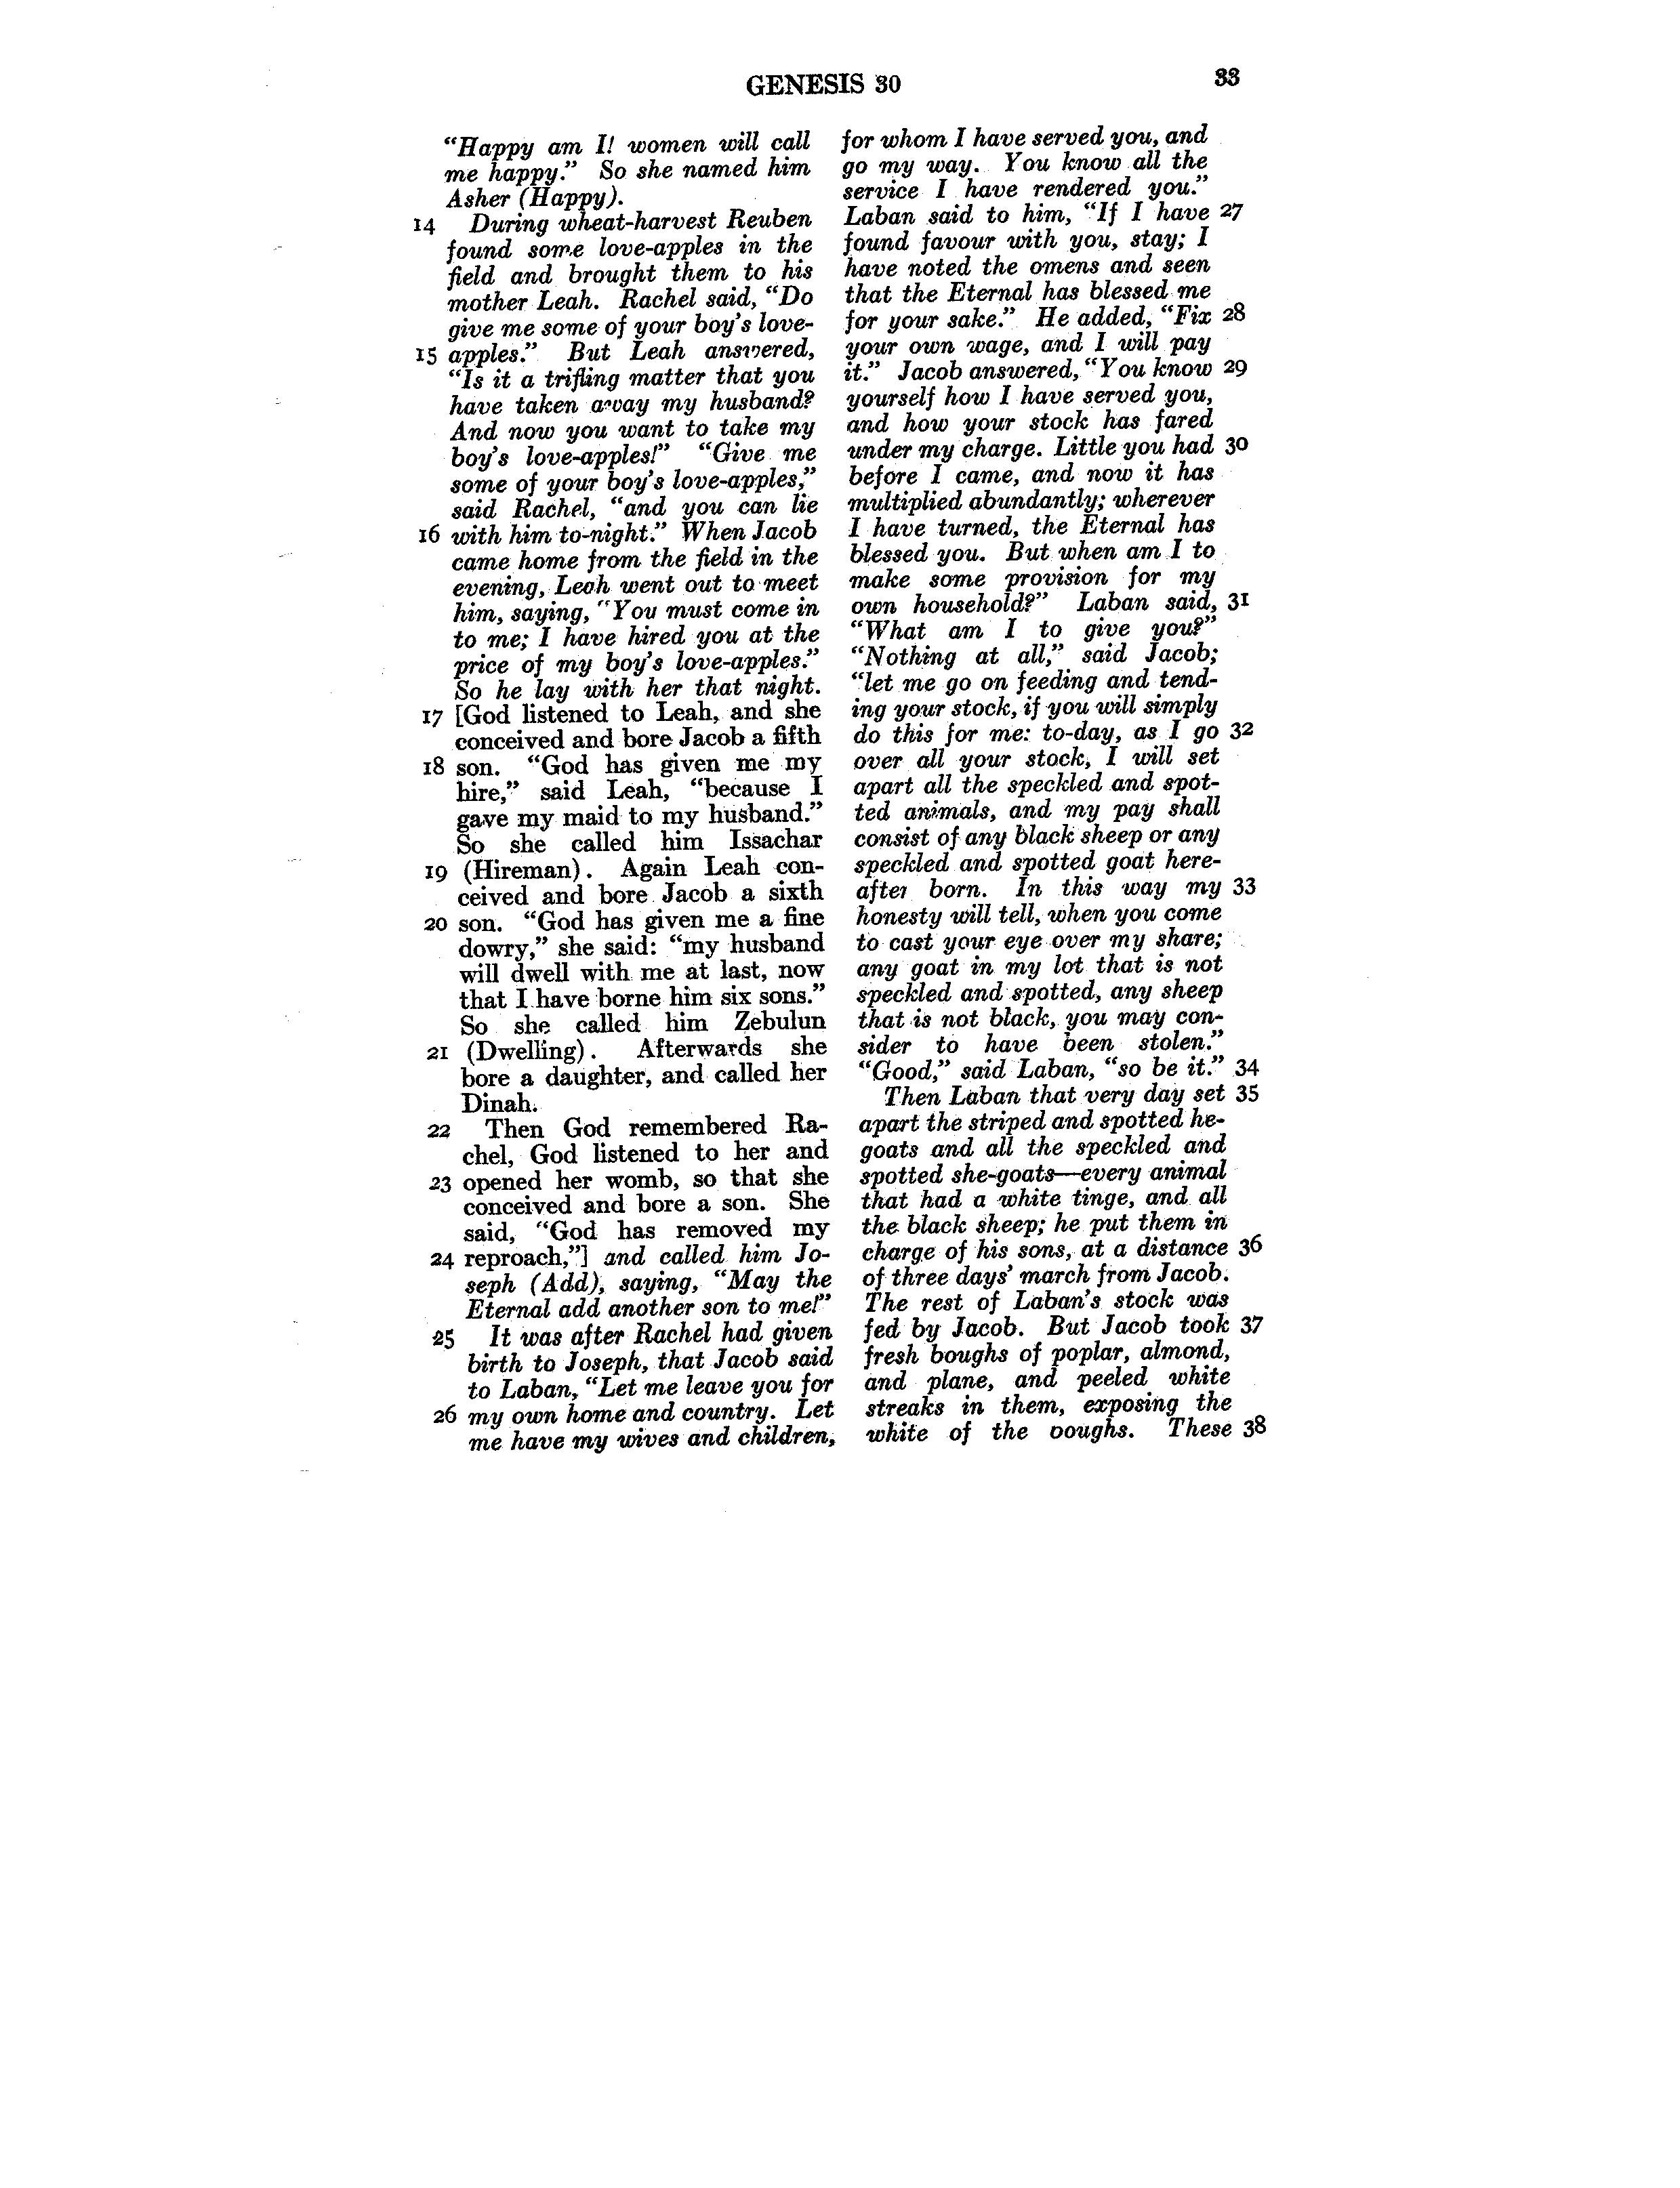 GENESIS 30
33
"Happy am I! women will call
me happy." So she named him
Asher (Happy).
14 During wheat-harvest Reuben
found some love-apples in the
field and brought them to his
mother Leah. Rachel said, "Do
give me some of your boy's love-
15 apples." But Leah answered,
"Is it a trifling matter that you
have taken away my husband?
And now you want to take my
boy's love-apples!" "Give me
some of your boy's love-apples,"
said Rachel, "and you can lie
16 with him to-night." When Jacob
came home from the field in the
evening, Leah went out to meet
him, saying, "You must come in
to me; I have hired you at the
price of my boy's love-apples."
So he lay with her that night.
17 [God listened to Leah, and she
conceived and bore Jacob a fifth
18 son. "God has given me my
hire," said Leah, "because I
gave my maid to my husband."
So she called him Issachar
19 (Hireman). Again Leah con-
ceived and bore Jacob a sixth
20 son. "God has given me a fine
dowry," she said: "my husband
will dwell with me at last, now
that I have borne him six sons."
So she called him Zebulun
21 (Dwelling). Afterwards she
bore a daughter, and called her
Dinah.
22 Then God remembered Ra-
chel, God listened to her and
23 opened her womb, so that she
conceived and bore a son. She
said, "God has removed my
24 reproach,"] and called him Jo-
seph (Add), saying, "May the
Eternal add another son to me!"
25 It was after Rachel had given
birth to Joseph, that Jacob said
to Laban, "Let me leave you for
26 my own home and country. Let
me have my wives and children,
for whom I have served you, and
go my way. You know all the
service I have rendered you."
Laban said to him, "If I have 27
found favour with you, stay; I
have noted the omens and seen
that the Eternal has blessed me
for your sake." He added, "Fix 28
your own wage, and I will pay
it." Jacob answered, "You know 29
yourself how I have served you,
and how your stock has fared
under my charge. Little you had 30
before I came, and now it has
multiplied abundantly; wherever
I have turned, the Eternal has
blessed you. But when am I to
make some provision for my
own household?" Laban said, 31
"What am I to give you?"
"Nothing at all," said Jacob;
"let me go on feeding and tend-
ing your stock, if you will simply
do this for me: to-day, as I go 32
over all your stock, I will set
apart all the speckled and spot-
ted animals, and my pay shall
consist of any black sheep or any
speckled and spotted goat here-
after born. In this way my 33
honesty will tell, when you come
to cast your eye over my share;
any goat in my lot that is not
speckled and spotted, any sheep
that is not black, you may con-
sider to have been stolen."
"Good," said Laban, "so be it." 34
Then Laban that very day set 35
apart the striped and spotted he-
goats and all the speckled and
spotted she-goats—every animal
that had a white tinge, and all
the black sheep; he put them in
charge of his sons, at a distance 36
of three days' march from Jacob.
The rest of Laban's stock was
fed by Jacob. But Jacob took 37
fresh boughs of poplar, almond,
and plane, and peeled white
streaks in them, exposing the
white of the boughs. These 38